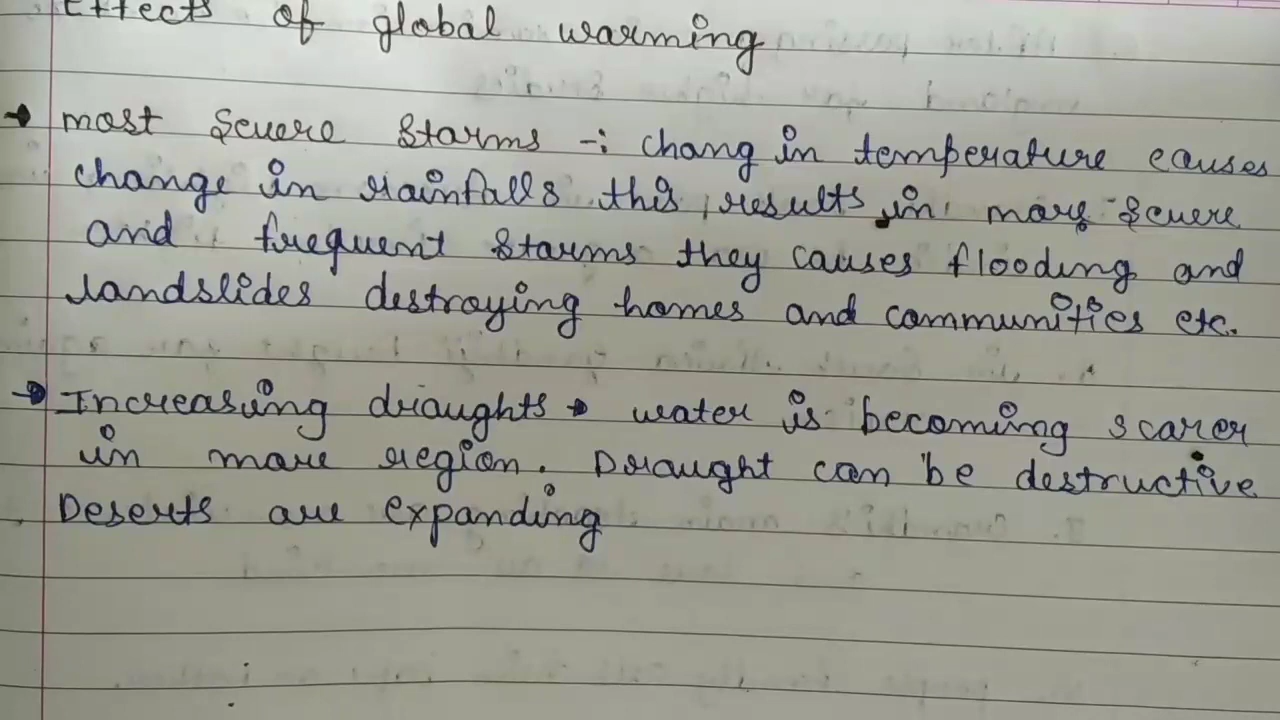 Effects of global warming
→ most severe storms -: chang in temperature causes
change in rainfalls this results in more severe
and frequent storms they causes flooding and
landslides destroying homes and communities etc.
→ Increasing draughts → water is becoming scarer
in more region. Draught can be destructive
Deserts are expanding